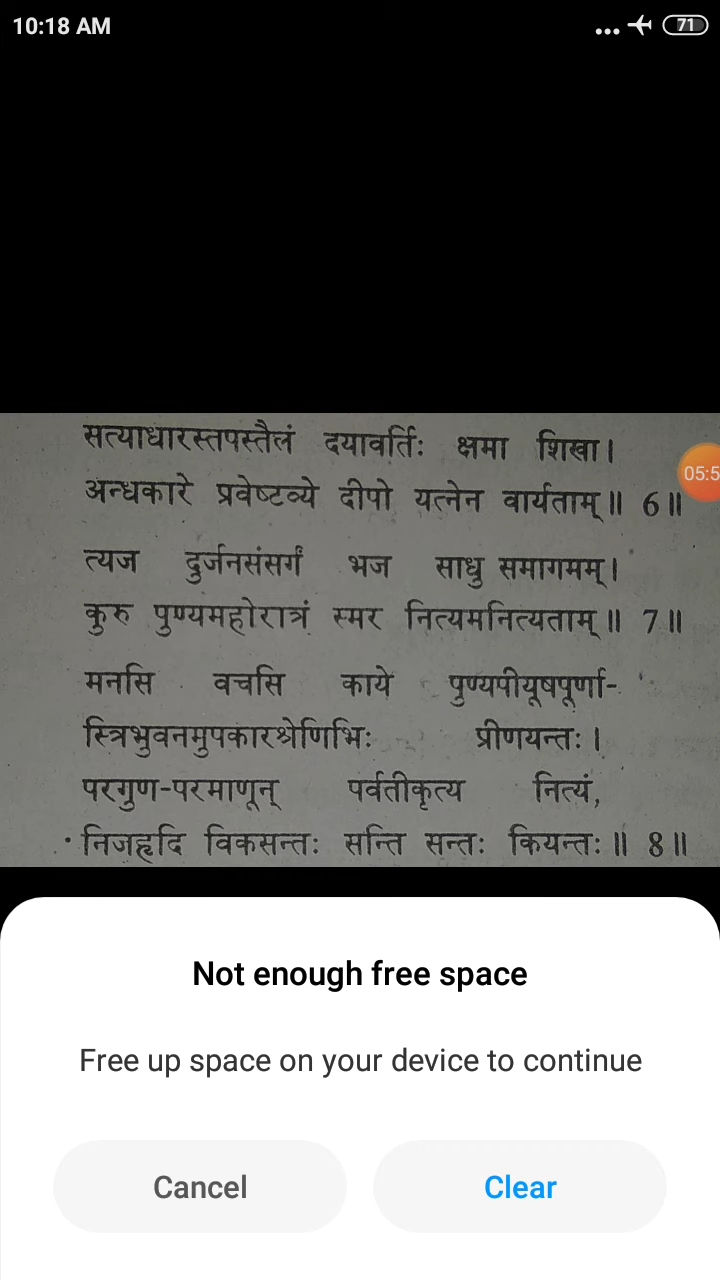 10:18 AM
71
सत्याधारस्तपस्तैलं दयावर्तिः क्षमा शिखा।
05:5
अन्धकारे प्रवेष्टव्ये दीपो यत्नेन वार्यताम्॥ 6॥
त्यज दुर्जनसंसर्गं भज साधु समागमम्।
कुरु पुण्यमहोरात्रं स्मर नित्यमनित्यताम्॥ 7॥
मनसि वचसि काये पुण्यपीयूषपूर्णा-
स्त्रिभुवनमुपकारश्रेणिभिः प्रीणयन्तः।
परगुण-परमाणून् पर्वतीकृत्य नित्यं,
निजहृदि विकसन्तः सन्ति सन्तः कियन्तः॥ 8॥
Not enough free space
Free up space on your device to continue
Cancel Clear